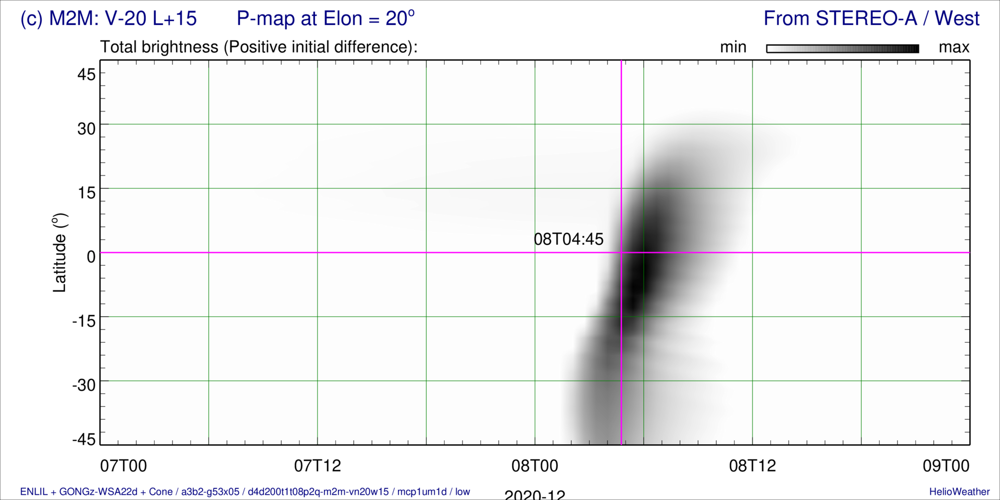 (c) M2M: V-20 L+15 P-map at Elon = 20° From STEREO-A / West
Total brightness (Positive initial difference): min max
45
30
15
08T04:45
0
-15
-30
-45
Latitude (°)
07T00 07T12 08T00 08T12 09T00
2020-12
ENLIL + GONGz-WSA22d + Cone / a3b2-g53x05 / d4d200t1t08p2q-m2m-vn20w15 / mcp1um1d / low HelioWeather